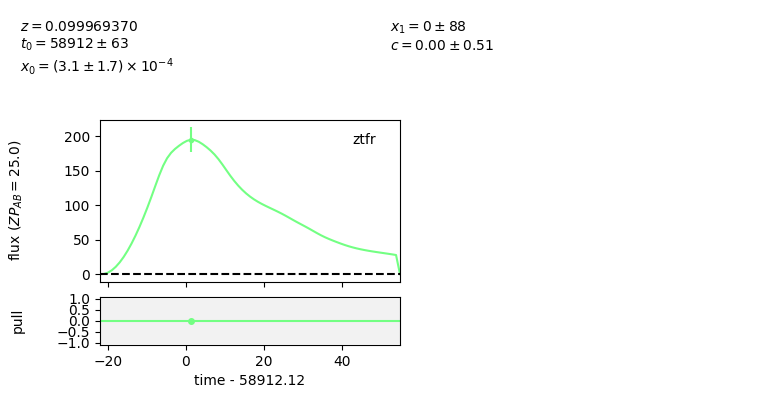 z = 0.099969370
t₀ = 58912 ± 63
x₀ = (3.1 ± 1.7) × 10⁻⁴
x₁ = 0 ± 88
c = 0.00 ± 0.51
ztfr
flux (ZP_AB = 25.0)
200
150
100
50
0
pull
1.0
0.5
0.0
−0.5
−1.0
−20 0 20 40
time - 58912.12